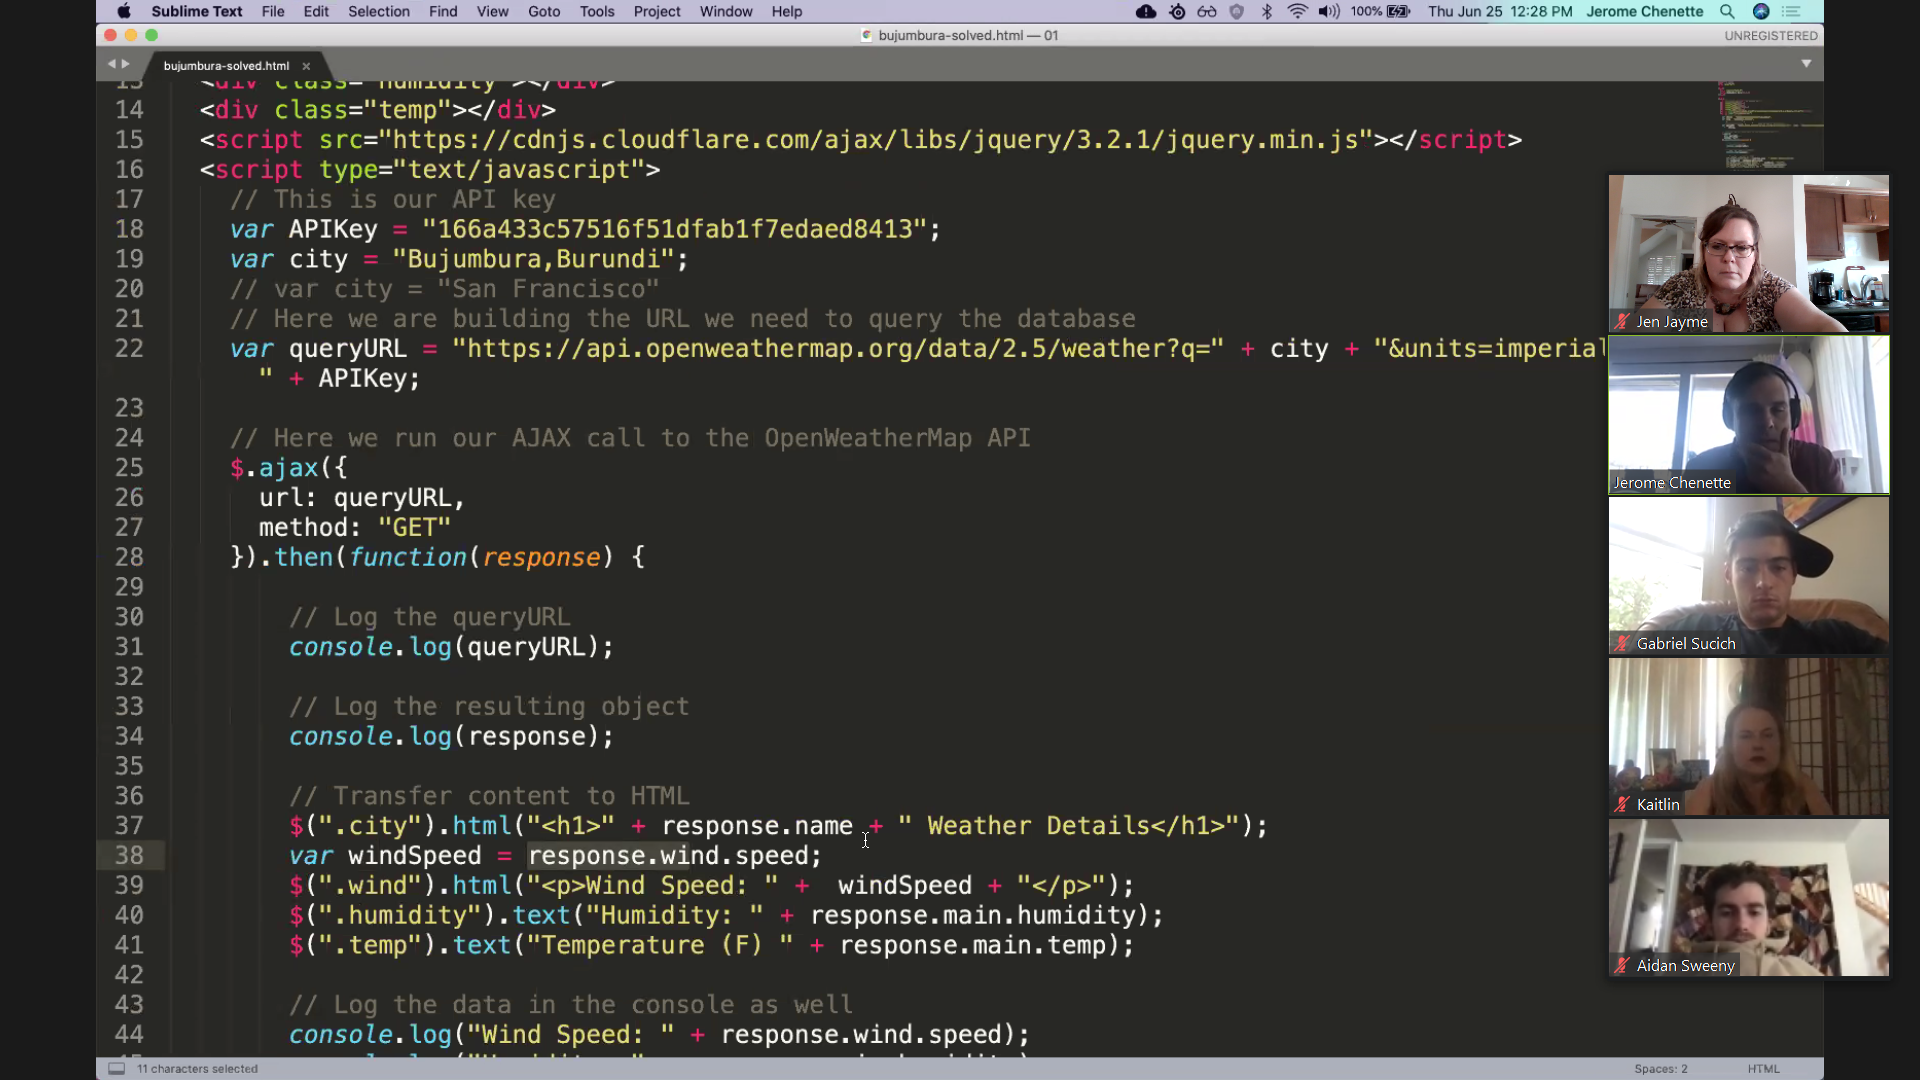 Sublime Text File Edit Selection Find View Goto Tools Project Window Help 100% Thu Jun 25 12:28 PM Jerome Chenette
bujumbura-solved.html — 01 UNREGISTERED
bujumbura-solved.html ×
13 <div class="humidity"></div>
14 <div class="temp"></div>
15 <script src="https://cdnjs.cloudflare.com/ajax/libs/jquery/3.2.1/jquery.min.js"></script>
16 <script type="text/javascript">
17 // This is our API key
18 var APIKey = "166a433c57516f51dfab1f7edaed8413";
19 var city = "Bujumbura,Burundi";
20 // var city = "San Francisco"
21 // Here we are building the URL we need to query the database
22 var queryURL = "https://api.openweathermap.org/data/2.5/weather?q=" + city + "&units=imperial
" + APIKey;
23
24 // Here we run our AJAX call to the OpenWeatherMap API
25 $.ajax({
26 url: queryURL,
27 method: "GET"
28 }).then(function(response) {
29
30 // Log the queryURL
31 console.log(queryURL);
32
33 // Log the resulting object
34 console.log(response);
35
36 // Transfer content to HTML
37 $(".city").html("<h1>" + response.name + " Weather Details</h1>");
38 var windSpeed = response.wind.speed;
39 $(".wind").html("<p>Wind Speed: " +  windSpeed + "</p>");
40 $(".humidity").text("Humidity: " + response.main.humidity);
41 $(".temp").text("Temperature (F) " + response.main.temp);
42
43 // Log the data in the console as well
44 console.log("Wind Speed: " + response.wind.speed);
11 characters selected Spaces: 2 HTML
Jen Jayme
Jerome Chenette
Gabriel Sucich
Kaitlin
Aidan Sweeny